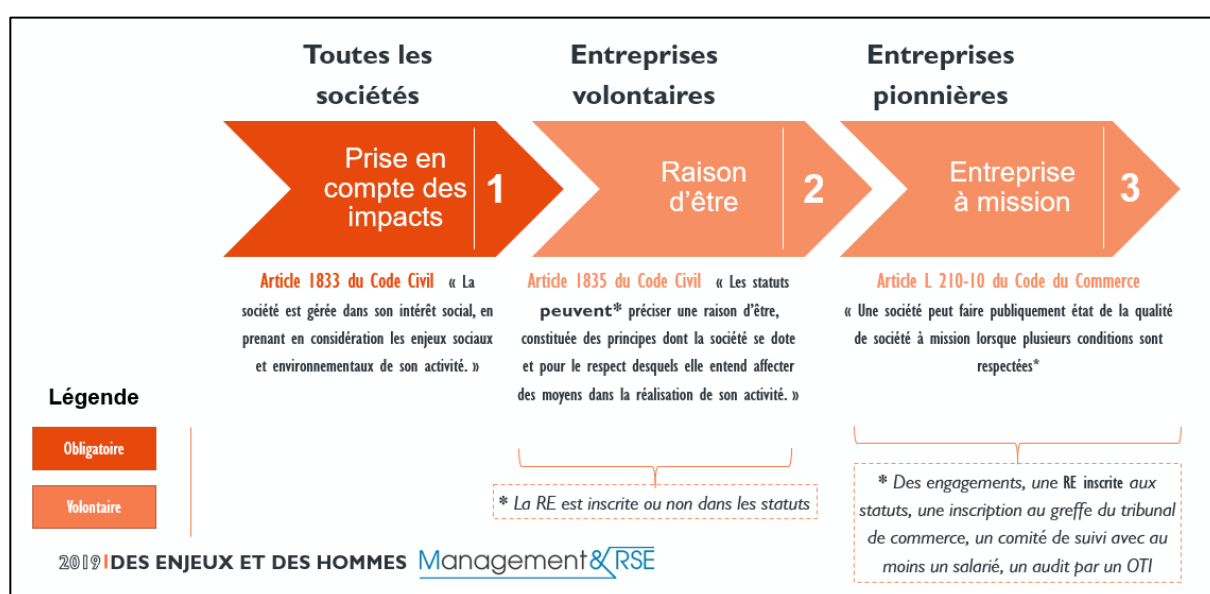 Toutes les
sociétés
Entreprises
volontaires
Entreprises
pionnières
Prise en
compte des
impacts
1
Raison
d’être
2
Entreprise
à mission
3
Article 1833 du Code Civil « La
société est gérée dans son intérêt social, en
prenant en considération les enjeux sociaux
et environnementaux de son activité. »
Article 1835 du Code Civil « Les statuts
peuvent* préciser une raison d’être,
constituée des principes dont la société se dote
et pour le respect desquels elle entend affecter
des moyens dans la réalisation de son activité. »
Article L 210-10 du Code du Commerce
« Une société peut faire publiquement état de la qualité
de société à mission lorsque plusieurs conditions sont
respectées*
Légende
Obligatoire
Volontaire
* La RE est inscrite ou non dans les statuts
* Des engagements, une RE inscrite aux
statuts, une inscription au greffe du tribunal
de commerce, un comité de suivi avec au
moins un salarié, un audit par un OTI
2019 | DES ENJEUX ET DES HOMMES Management & RSE